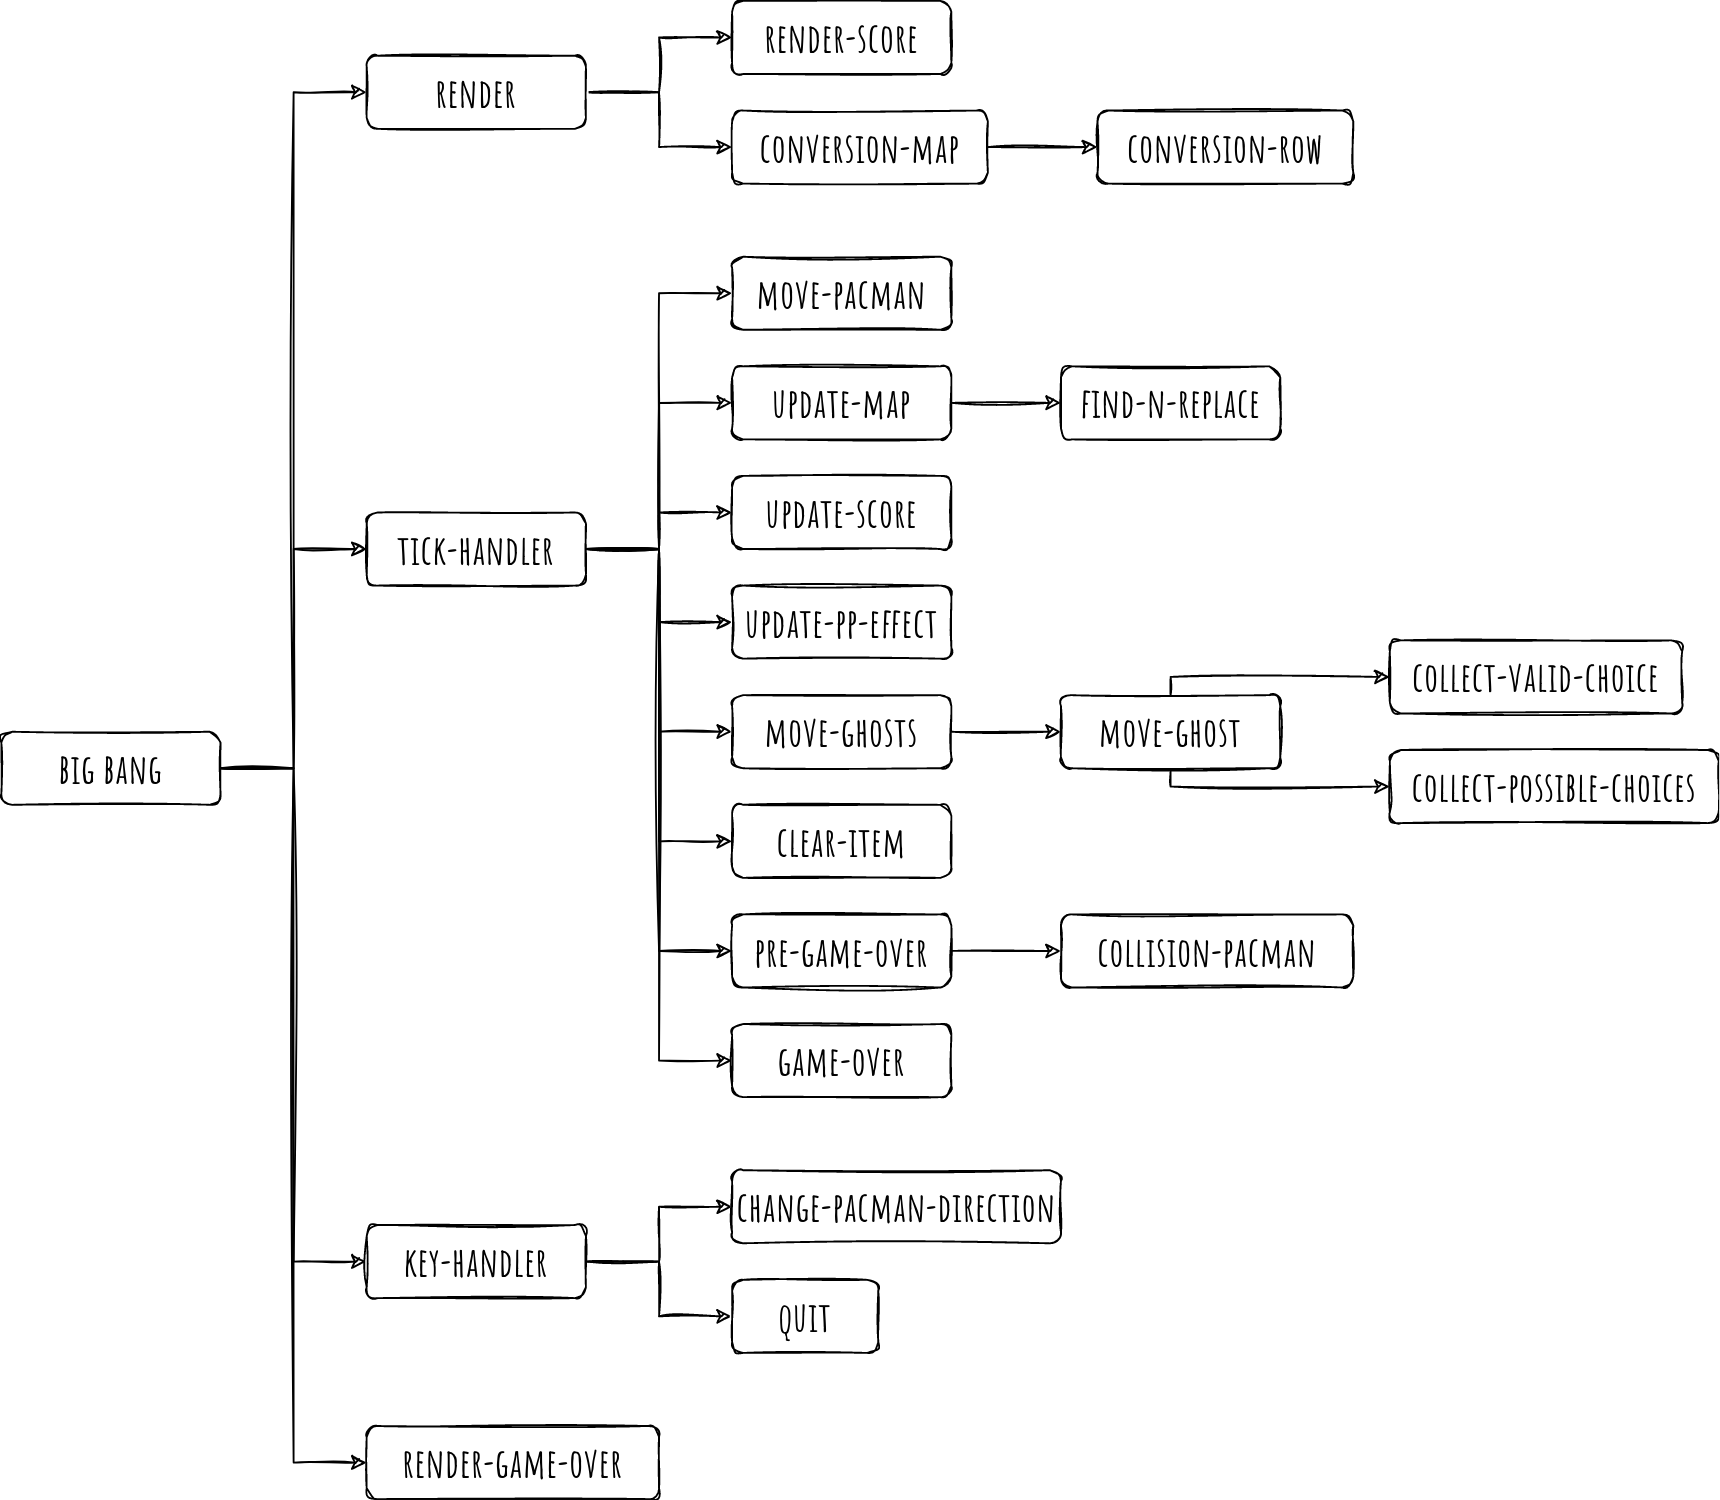 RENDER-SCORE
RENDER
CONVERSION-MAP
CONVERSION-ROW
MOVE-PACMAN
UPDATE-MAP
FIND-N-REPLACE
UPDATE-SCORE
TICK-HANDLER
UPDATE-PP-EFFECT
COLLECT-VALID-CHOICE
MOVE-GHOSTS
MOVE-GHOST
BIG BANG
COLLECT-POSSIBLE-CHOICES
CLEAR-ITEM
PRE-GAME-OVER
COLLISION-PACMAN
GAME-OVER
CHANGE-PACMAN-DIRECTION
KEY-HANDLER
QUIT
RENDER-GAME-OVER